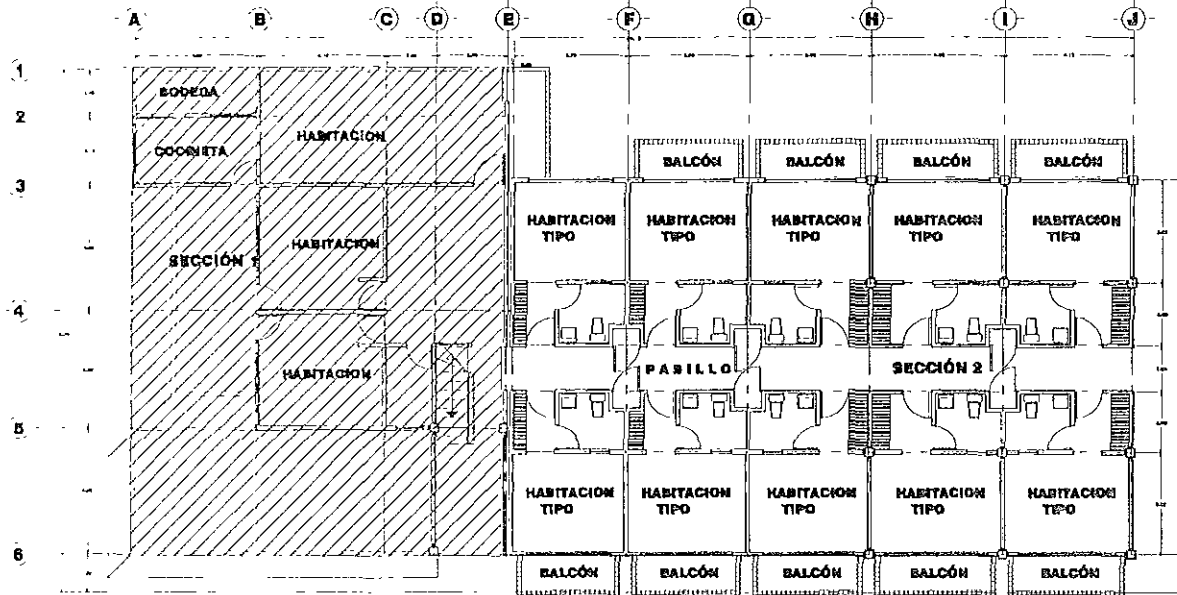 A B C D E F G H I J
1
BODEGA
2
HABITACION
COCINETA
BALCÓN BALCÓN BALCÓN BALCÓN
3
HABITACION TIPO HABITACION TIPO HABITACION TIPO HABITACION TIPO HABITACION TIPO
HABITACION
SECCIÓN 1
4
PASILLO SECCIÓN 2
HABITACION
5
HABITACION TIPO HABITACION TIPO HABITACION TIPO HABITACION TIPO HABITACION TIPO
6
BALCÓN BALCÓN BALCÓN BALCÓN BALCÓN